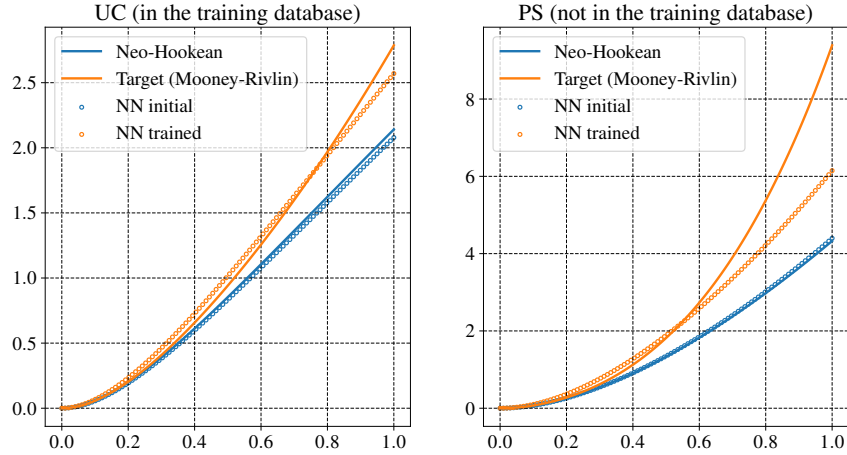 UC (in the training database)
Neo-Hookean
Target (Mooney-Rivlin)
NN initial
NN trained
2.5
2.0
1.5
1.0
0.5
0.0
0.0 0.2 0.4 0.6 0.8 1.0
PS (not in the training database)
Neo-Hookean
Target (Mooney-Rivlin)
NN initial
NN trained
8
6
4
2
0
0.0 0.2 0.4 0.6 0.8 1.0